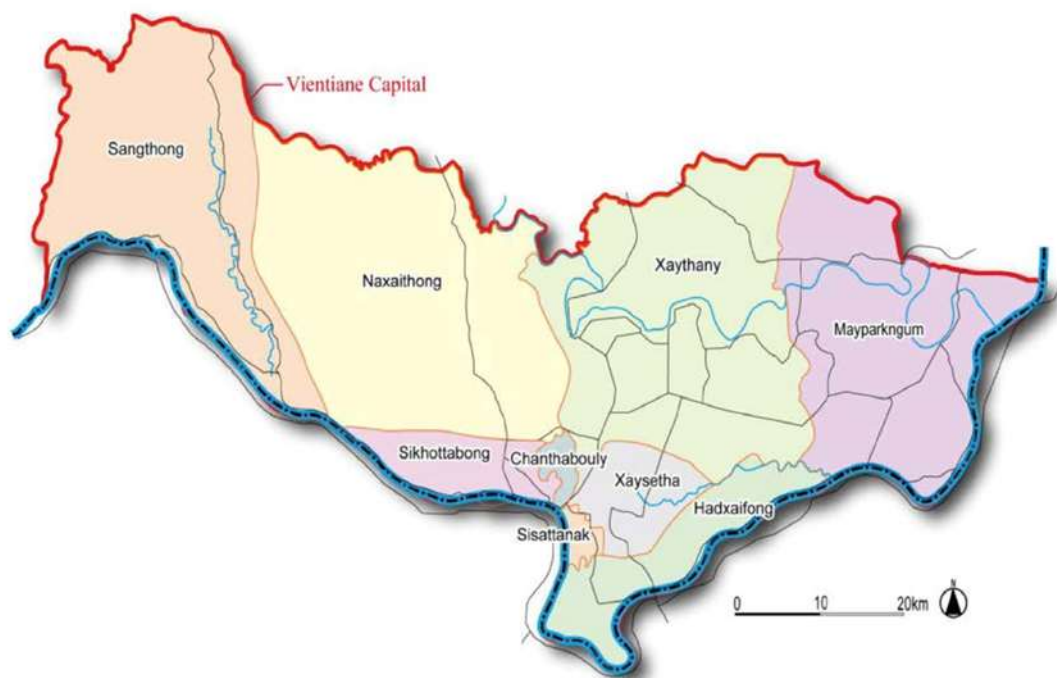 Vientiane Capital
Sangthong
Xaythany
Naxaithong
Mayparkngum
Sikhottabong
Chanthabouly
Xaysetha
Hadxaifong
Sisattanak
N
0 10 20km